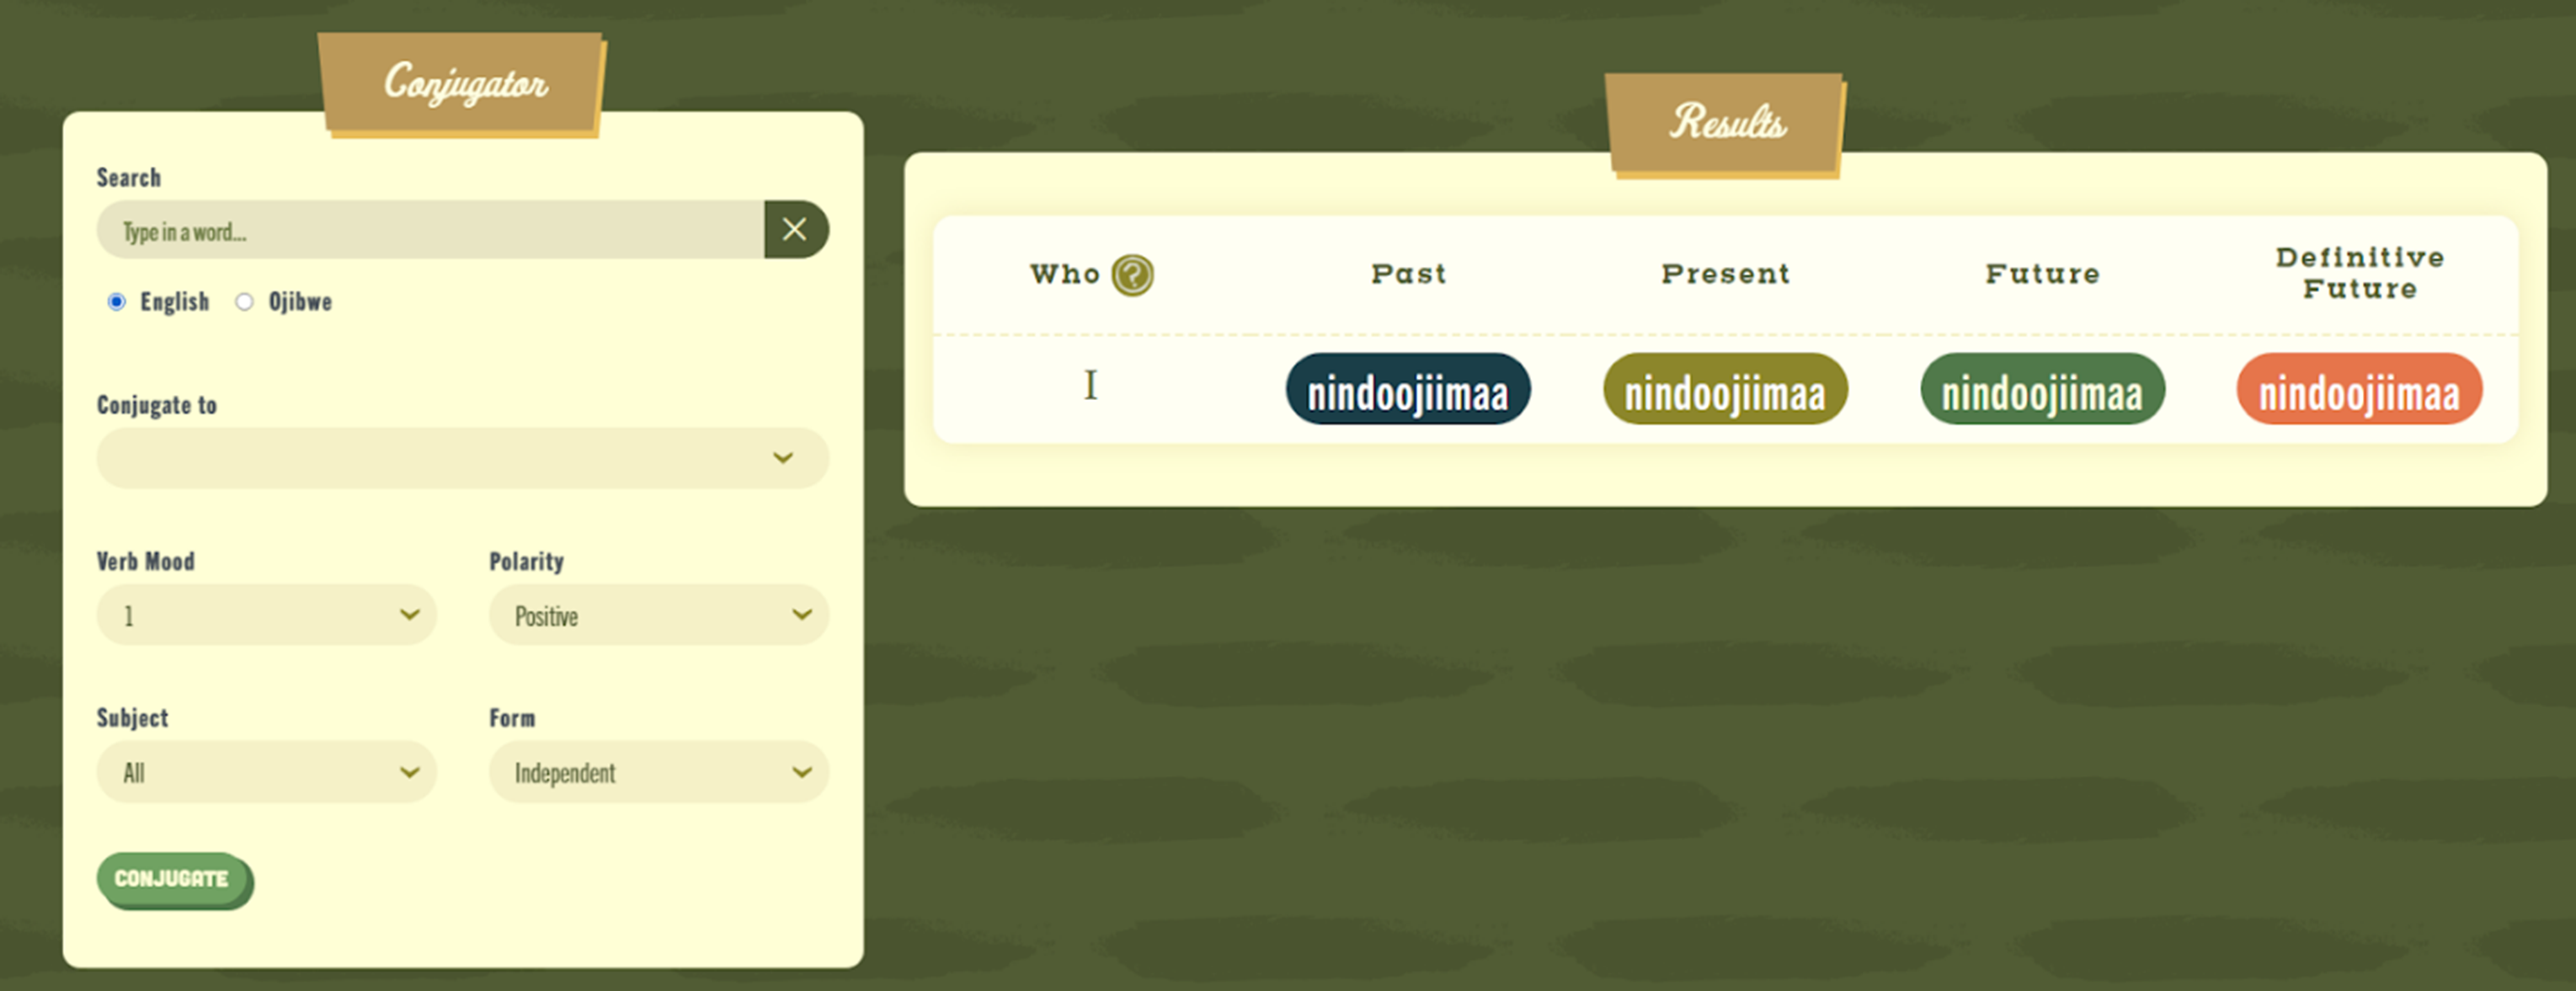 Conjugator
Search
Type in a word...
English Ojibwe
Conjugate to
Verb Mood Polarity
1 Positive
Subject Form
All Independent
CONJUGATE
Results
Who ? Past Present Future Definitive Future
I nindoojiimaa nindoojiimaa nindoojiimaa nindoojiimaa